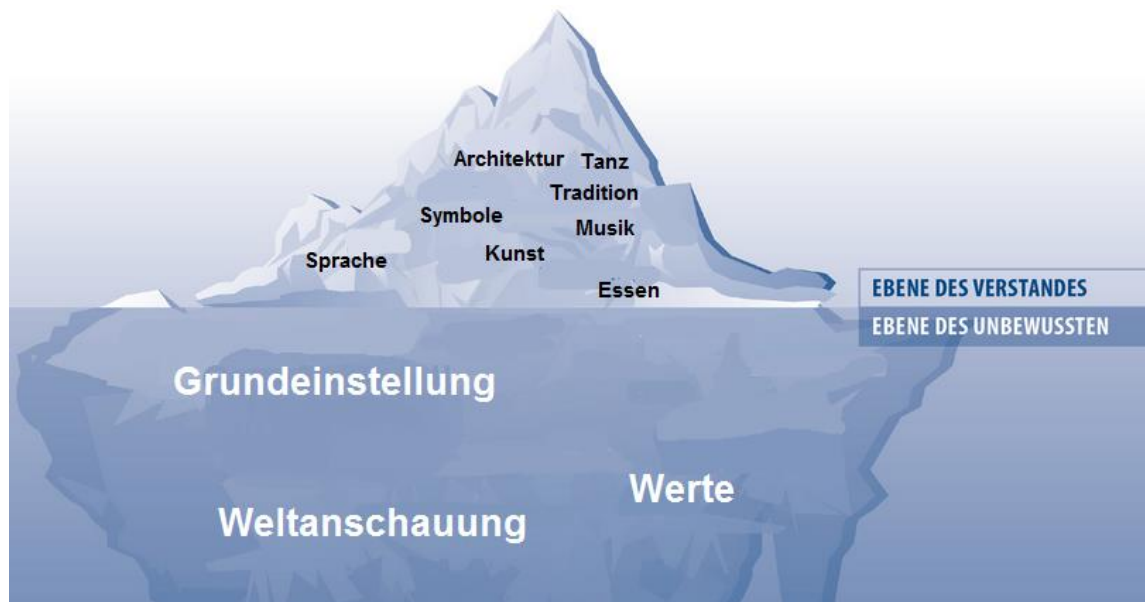 Architektur
Tanz
Tradition
Symbole
Musik
Kunst
Sprache
Essen
EBENE DES VERSTANDES
EBENE DES UNBEWUSSTEN
Grundeinstellung
Werte
Weltanschauung